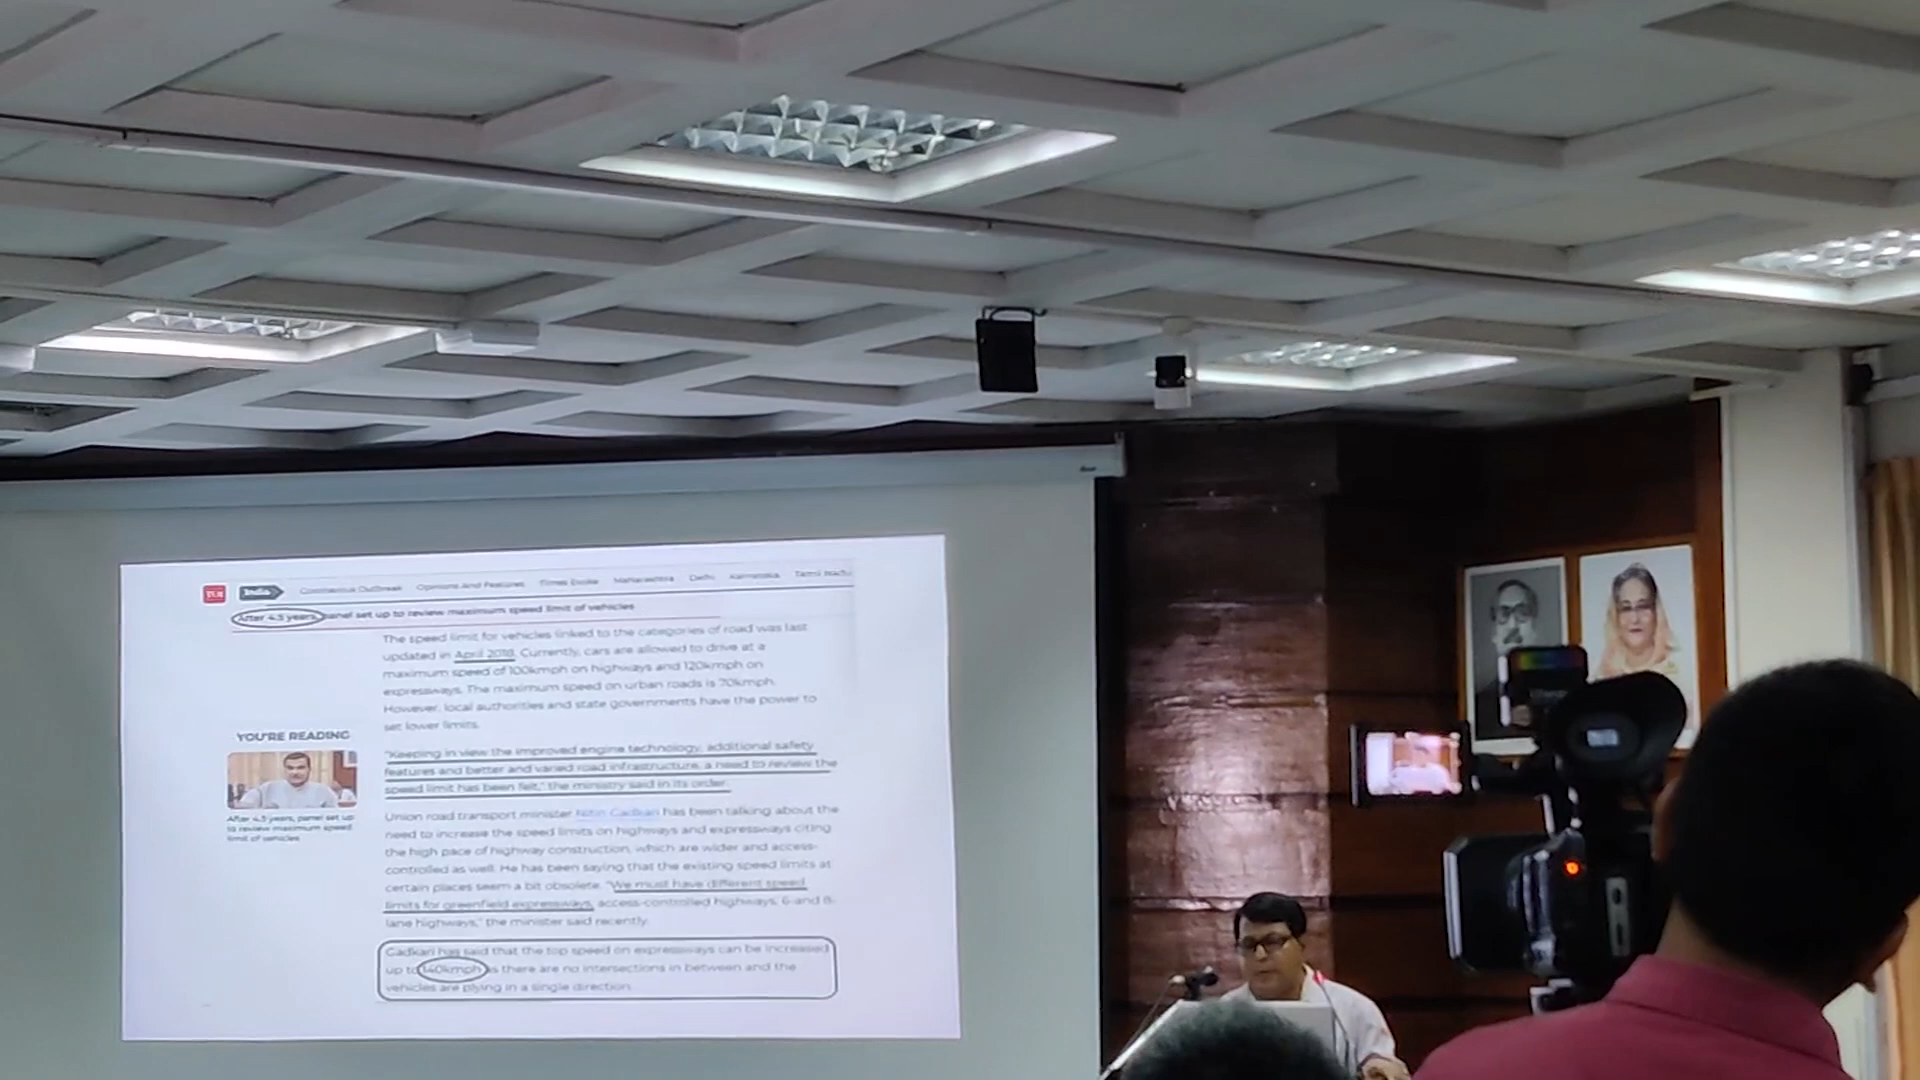 TOI India Coronavirus Outbreak Opinions And Features Times Evoke Maharashtra Delhi Karnataka Tamil Nadu
After 4.5 years, panel set up to review maximum speed limit of vehicles
The speed limit for vehicles linked to the categories of road was last
updated in April 2018. Currently, cars are allowed to drive at a
maximum speed of 100kmph on highways and 120kmph on
expressways. The maximum speed on urban roads is 70kmph.
However, local authorities and state governments have the power to
set lower limits.
YOU'RE READING
After 4.5 years, panel set up
to review maximum speed
limit of vehicles
"Keeping in view the improved engine technology, additional safety
features and better and varied road infrastructure, a need to review the
speed limit has been felt," the ministry said in its order.
Union road transport minister Nitin Gadkari has been talking about the
need to increase the speed limits on highways and expressways citing
the high pace of highway construction, which are wider and access-
controlled as well. He has been saying that the existing speed limits at
certain places seem a bit obsolete. "We must have different speed
limits for greenfield expressways, access-controlled highways, 6-and 8-
lane highways," the minister said recently.
Gadkari has said that the top speed on expressways can be increased
up to 140kmph as there are no intersections in between and the
vehicles are plying in a single direction.